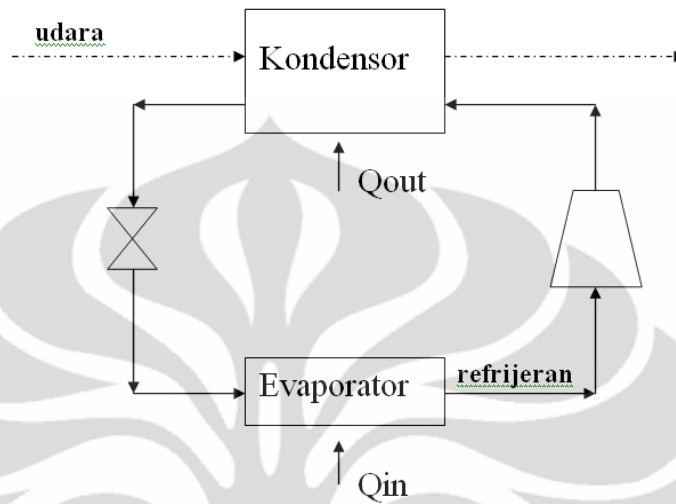 udara
Kondensor
Qout
Evaporator
refrijeran
Qin